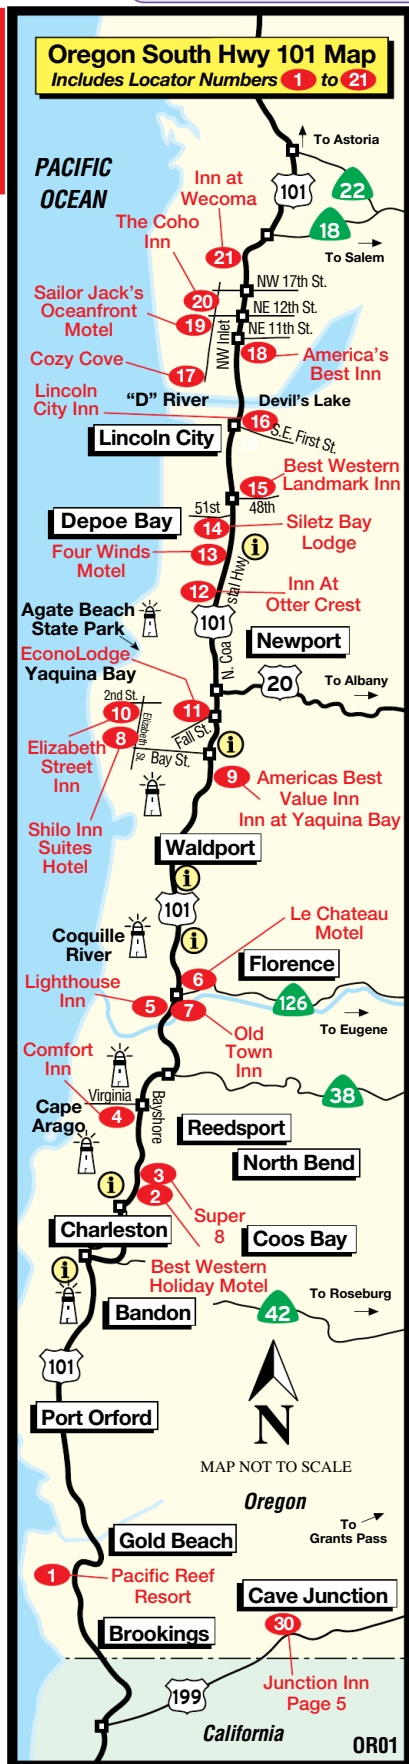 Oregon South Hwy 101 Map
Includes Locator Numbers 1 to 21
To Astoria
PACIFIC
OCEAN
101
22
Inn at
Wecoma
21
18
To Salem
The Coho
Inn
20
NW 17th St.
Sailor Jack's
Oceanfront
Motel
19
NE 12th St.
NW Inlet
NE 11th St.
18
America's
Best Inn
Cozy Cove
17
"D" River
Devil's Lake
Lincoln
City Inn
16
S.E. First St.
Lincoln City
15
Best Western
Landmark Inn
51st
48th
Depoe Bay
14
Siletz Bay
Lodge
Four Winds
Motel
13
i
12
Inn At
Otter Crest
N. Coa
stal Hwy
101
Agate Beach
State Park
Newport
EconoLodge
Yaquina Bay
20
To Albany
2nd St.
10
11
Elizabeth
St.
Fall St.
8
Bay St.
i
Elizabeth
Street
Inn
9
Americas Best
Value Inn
Inn at Yaquina Bay
Shilo Inn
Suites
Hotel
Waldport
i
101
i
Coquille
River
Le Chateau
Motel
6
Florence
Lighthouse
Inn
5
7
126
To Eugene
Old
Town
Inn
Comfort
Inn
38
Virginia
Bayshore
4
Cape
Arago
Reedsport
North Bend
i
3
2
Super
8
Charleston
Coos Bay
i
Best Western
Holiday Motel
Bandon
42
To Roseburg
101
N
Port Orford
MAP NOT TO SCALE
Oregon
To
Grants Pass
Gold Beach
1
Pacific Reef
Resort
Cave Junction
30
Brookings
Junction Inn
Page 5
199
California
OR01